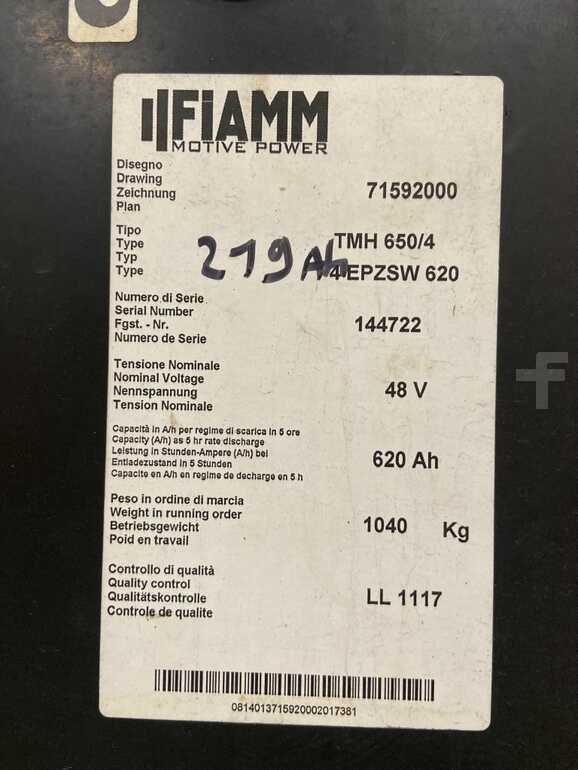 FIAMM
MOTIVE POWER
Disegno
Drawing
Zeichnung
Plan
71592000
Tipo
Type
Typ
Type
TMH 650/4
4 EPZSW 620
219 Ah
Numero di Serie
Serial Number
Fgst. - Nr.
Numero de Serie
144722
Tensione Nominale
Nominal Voltage
Nennspannung
Tension Nominale
48 V
Capacità in A/h per regime di scarica in 5 ore
Capacity (A/h) as 5 hr rate discharge
Leistung in Stunden-Ampere (A/h) bei
Entladezustand in 5 Stunden
Capacite en A/h en regime de decharge en 5 h
620 Ah
Peso in ordine di marcia
Weight in running order
Betriebsgewicht
Poid en travail
1040 Kg
Controllo di qualità
Quality control
Qualitätskontrolle
Controle de qualite
LL 1117
0814013715920002017381